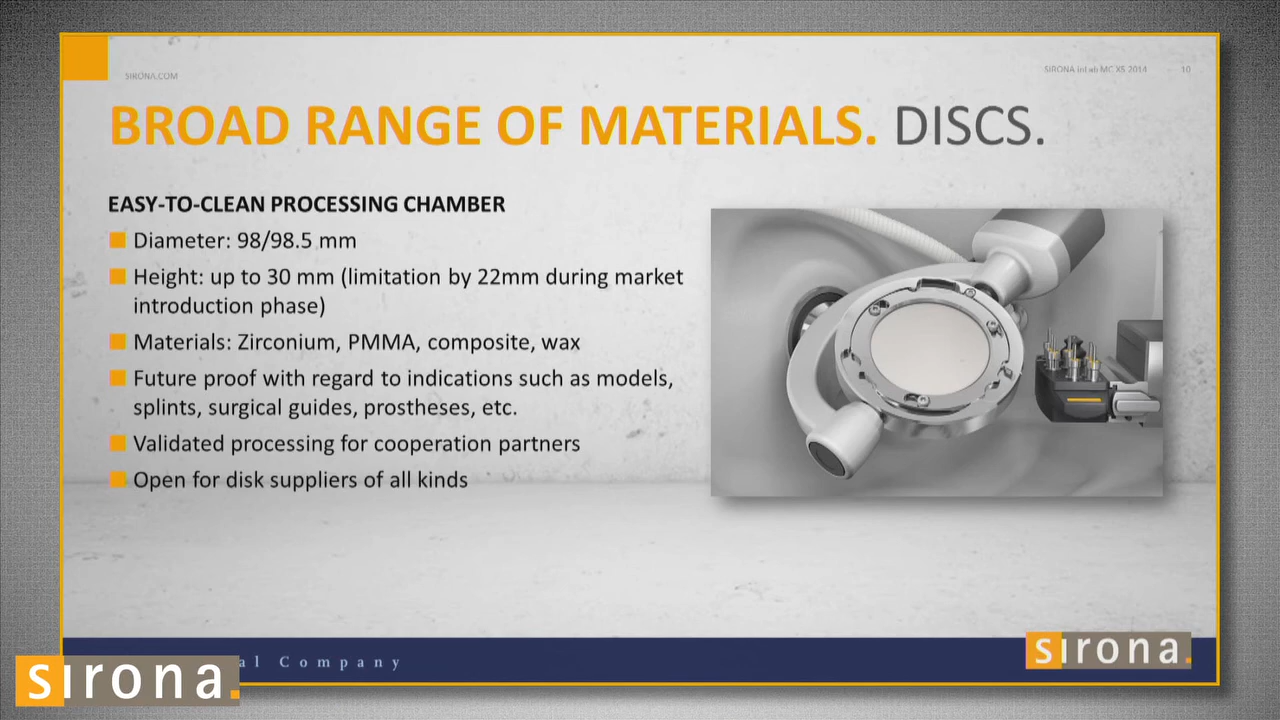 SIRONA.COM
SIRONA InLab MC X5 2014 10
BROAD RANGE OF MATERIALS. DISCS.
EASY-TO-CLEAN PROCESSING CHAMBER
Diameter: 98/98.5 mm
Height: up to 30 mm (limitation by 22mm during market
introduction phase)
Materials: Zirconium, PMMA, composite, wax
Future proof with regard to indications such as models,
splints, surgical guides, prostheses, etc.
Validated processing for cooperation partners
Open for disk suppliers of all kinds
sirona.
al Company
sirona.